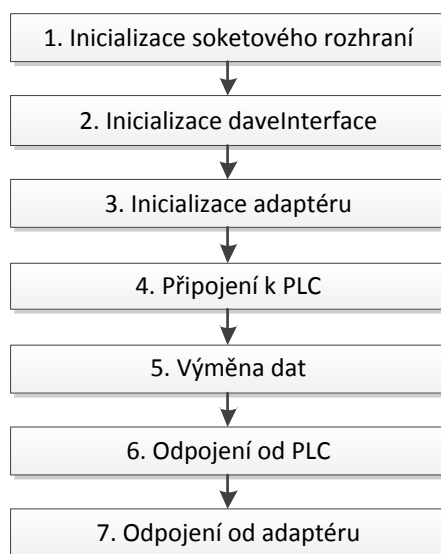 1. Inicializace soketového rozhraní
2. Inicializace daveInterface
3. Inicializace adaptéru
4. Připojení k PLC
5. Výměna dat
6. Odpojení od PLC
7. Odpojení od adaptéru